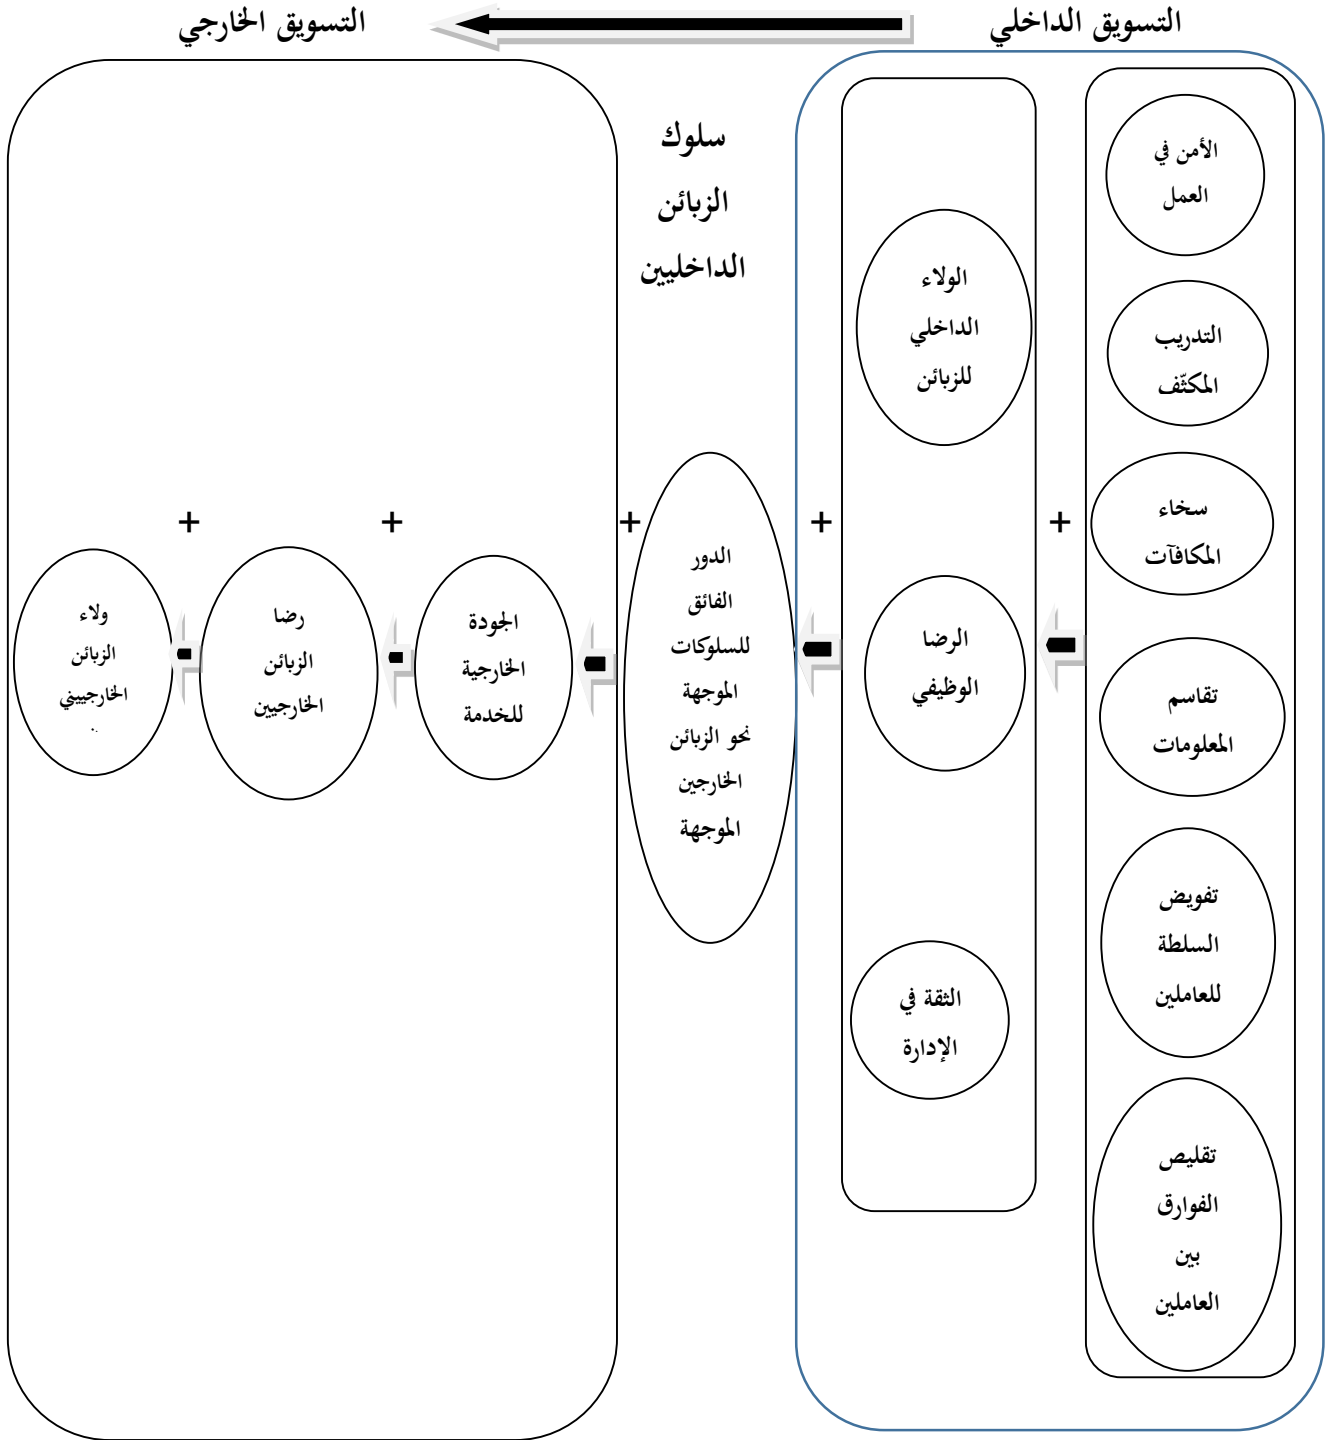 التسويق الداخلي
التسويق الخارجي
الأمن في
العمل
التدريب
المكثّف
سخاء
المكافآت
تقاسم
المعلومات
تفويض
السلطة
للعاملين
تقليص
الفوارق
بين
العاملين
+
الولاء
الداخلي
للزبائن
الرضا
الوظيفي
الثقة في
الإدارة
+
سلوك
الزبائن
الداخليين
الدور
الفائق
للسلوكات
الموجهة
نحو الزبائن
الخارجين
الموجهة
+
الجودة
الخارجية
للخدمة
+
رضا
الزبائن
الخارجيين
+
ولاء
الزبائن
الخارجييني